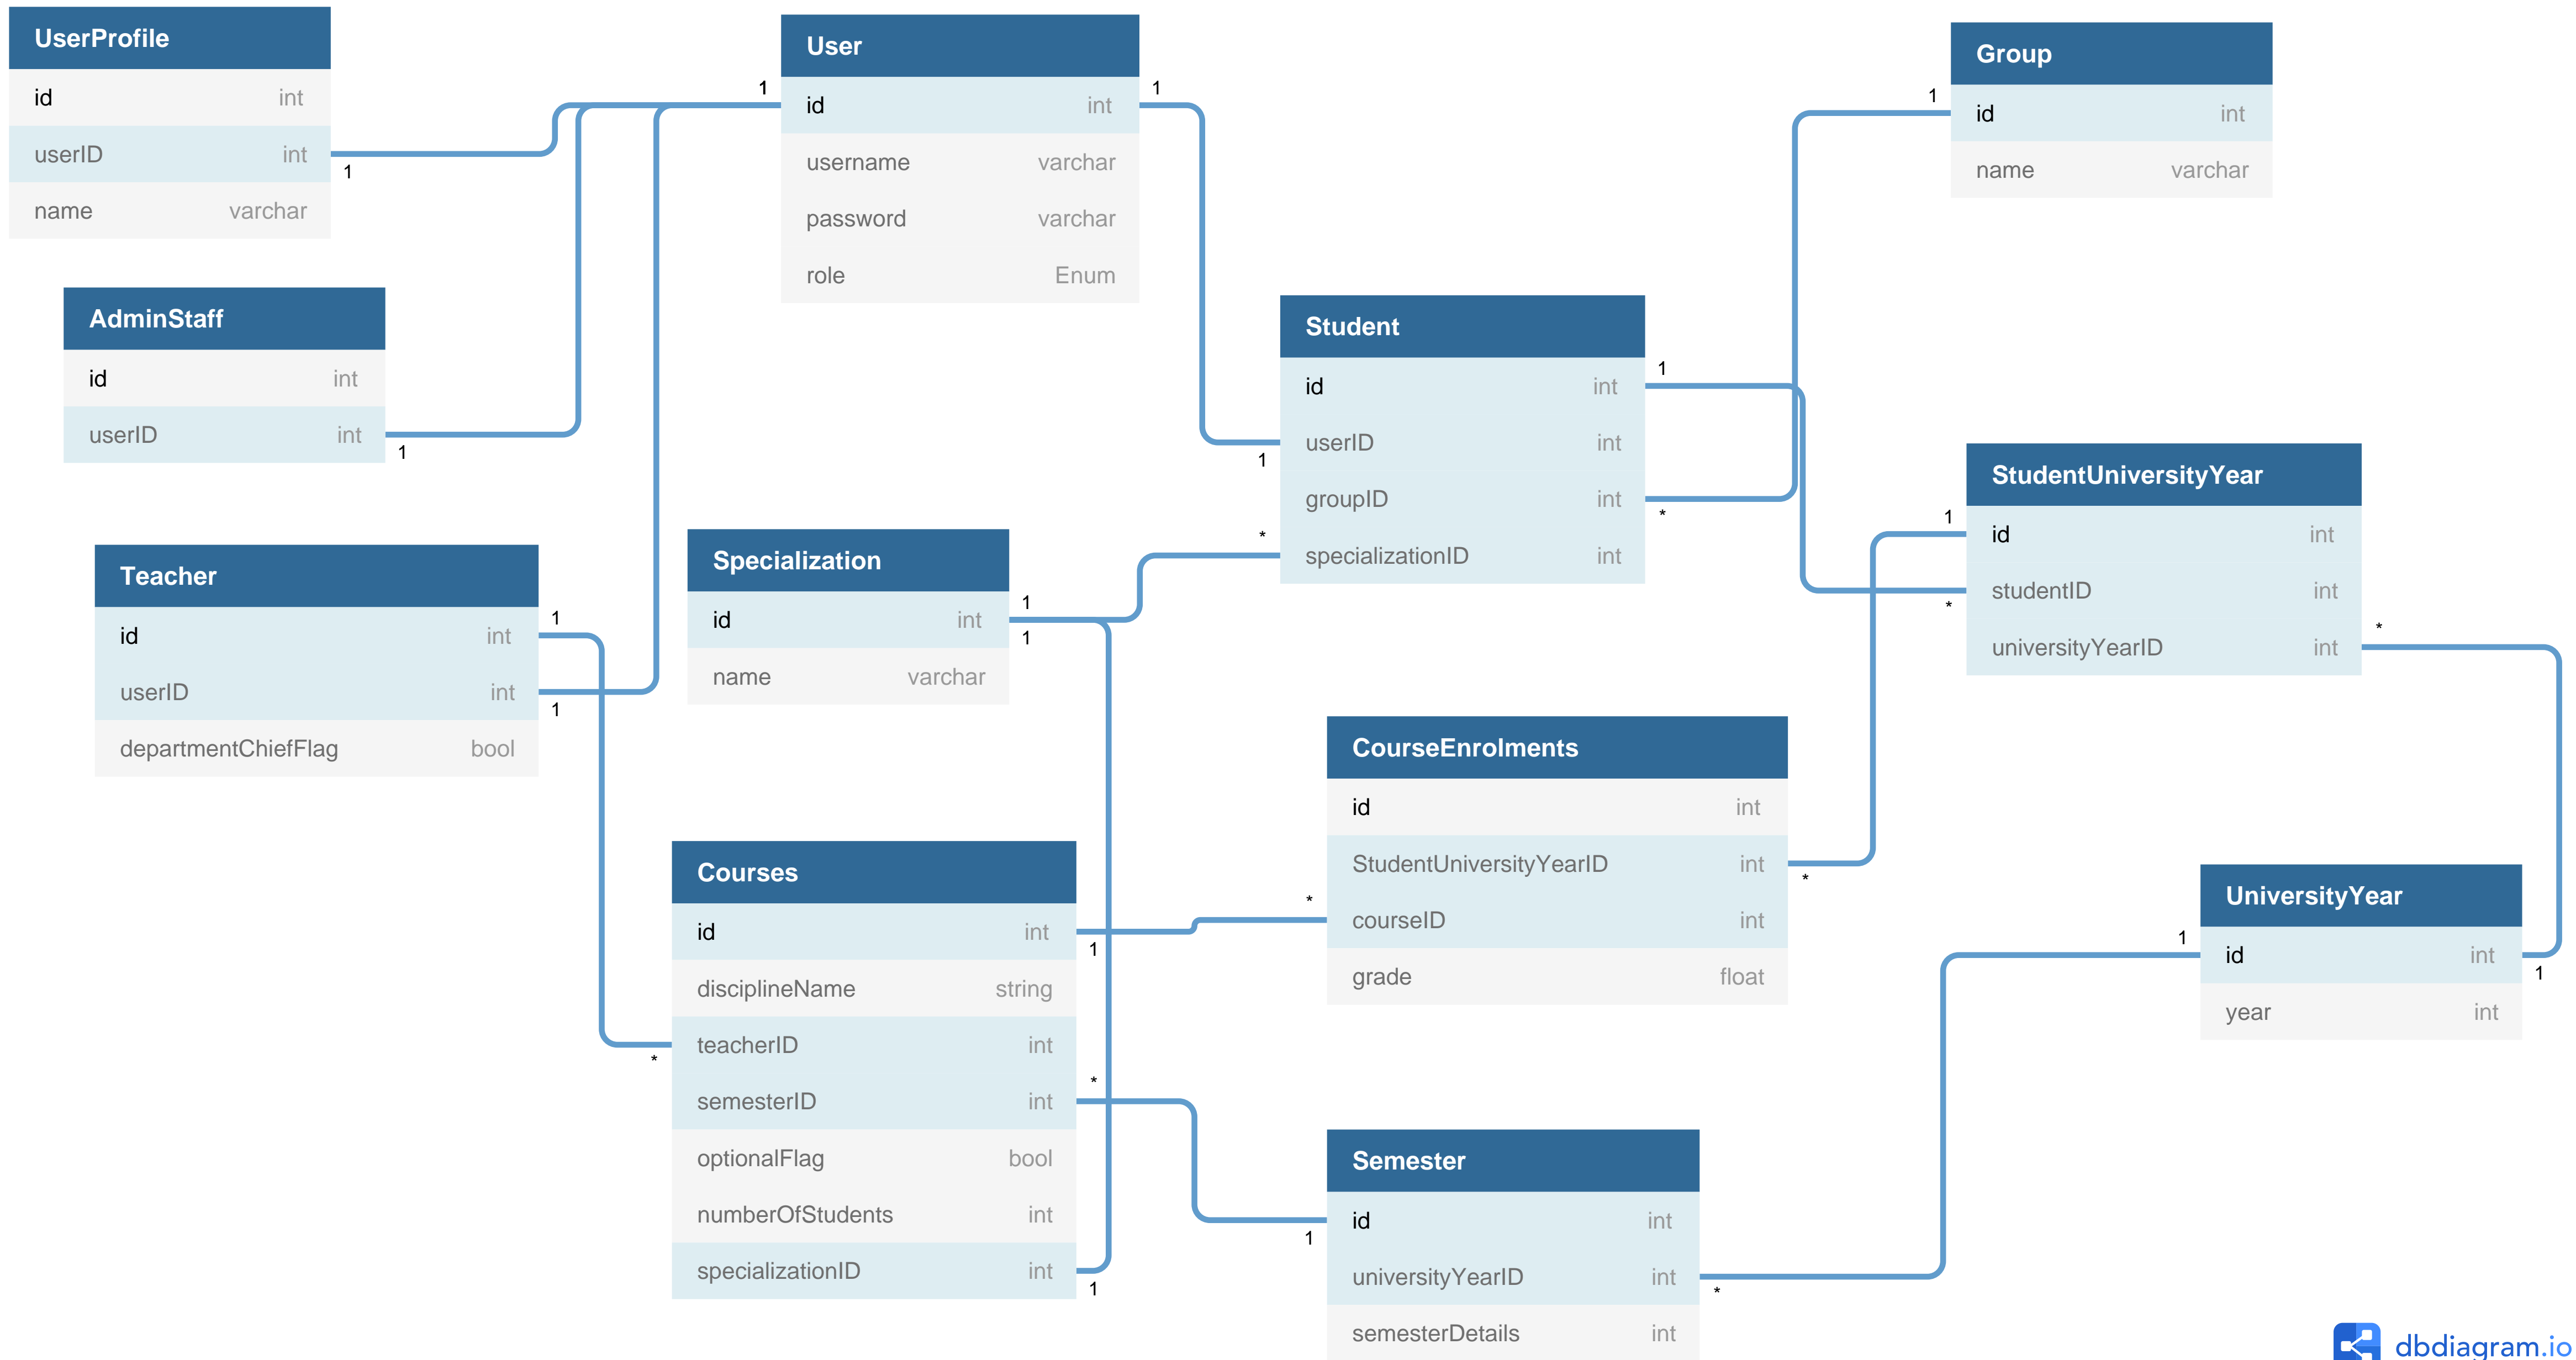 UserProfile
id int
1
userID int
1
name varchar
User
1
id int
1
username varchar
password varchar
role Enum
Group
1
id int
name varchar
AdminStaff
id int
userID int
1
Student
id int
1
userID int
1
groupID int
*
specializationID int
*
StudentUniversityYear
id int
1
studentID int
*
universityYearID int
*
Teacher
id int
1
userID int
1
departmentChiefFlag bool
Specialization
id int
1
1
name varchar
CourseEnrolments
id int
StudentUniversityYearID int
*
courseID int
*
grade float
Courses
id int
1
disciplineName string
teacherID int
*
semesterID int
*
optionalFlag bool
numberOfStudents int
specializationID int
1
UniversityYear
1
id int
1
year int
Semester
id int
1
universityYearID int
*
semesterDetails int
dbdiagram.io